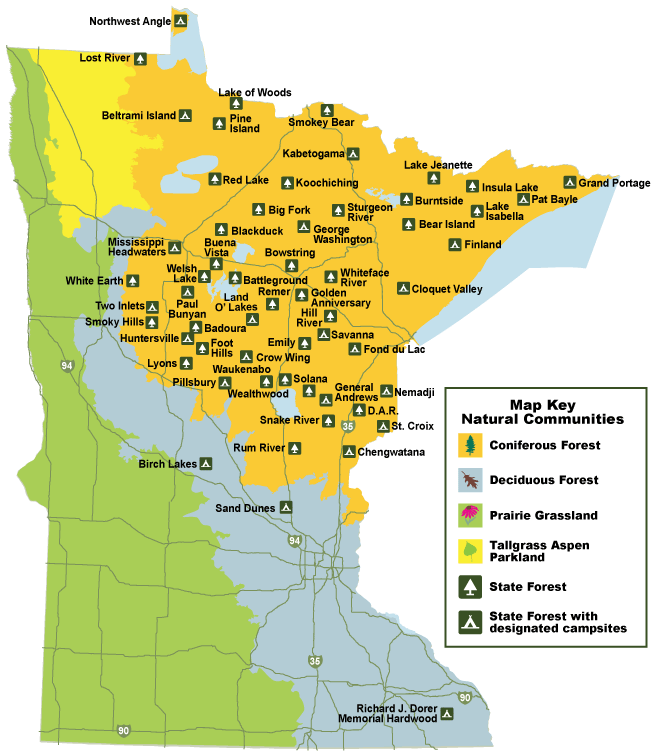 Northwest Angle
Lost River
Lake of Woods
Beltrami Island
Pine
Island
Smokey Bear
Kabetogama
Lake Jeanette
Red Lake
Koochiching
Insula Lake
Grand Portage
Burntside
Pat Bayle
Big Fork
Sturgeon
River
Lake
Isabella
Bear Island
Blackduck
George
Washington
Finland
Mississippi
Headwaters
Buena
Vista
Bowstring
White Earth
Welsh
Lake
Battleground
Whiteface
River
Cloquet Valley
Two Inlets
Paul
Bunyan
Land
O' Lakes
Remer
Golden
Anniversary
Smoky Hills
Badoura
Hill
River
Huntersville
Foot
Hills
Emily
Savanna
Fond du Lac
Lyons
Crow Wing
Waukenabo
94
Pillsbury
Wealthwood
Solana
General
Andrews
Nemadji
D.A.R.
Snake River
35
St. Croix
Rum River
Chengwatana
Birch Lakes
Sand Dunes
94
35
90
Richard J. Dorer
Memorial Hardwood
90
Map Key
Natural Communities
Coniferous Forest
Deciduous Forest
Prairie Grassland
Tallgrass Aspen
Parkland
State Forest
State Forest with
designated campsites